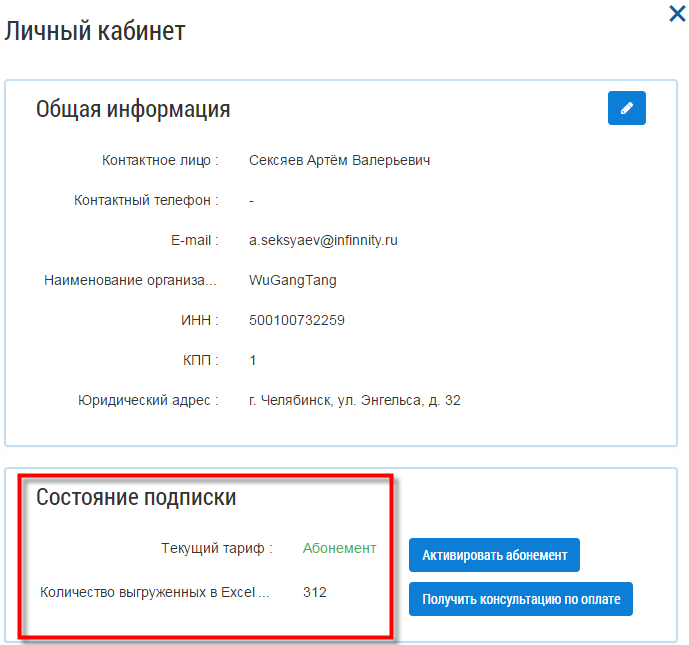 Личный кабинет
Общая информация
Контактное лицо : Сексяев Артём Валерьевич
Контактный телефон : -
E-mail : a.seksyaev@infinnity.ru
Наименование организа... WuGangTang
ИНН : 500100732259
КПП : 1
Юридический адрес : г. Челябинск, ул. Энгельса, д. 32
Состояние подписки
Текущий тариф : Абонемент Активировать абонемент
Количество выгруженных в Excel ... 312 Получить консультацию по оплате